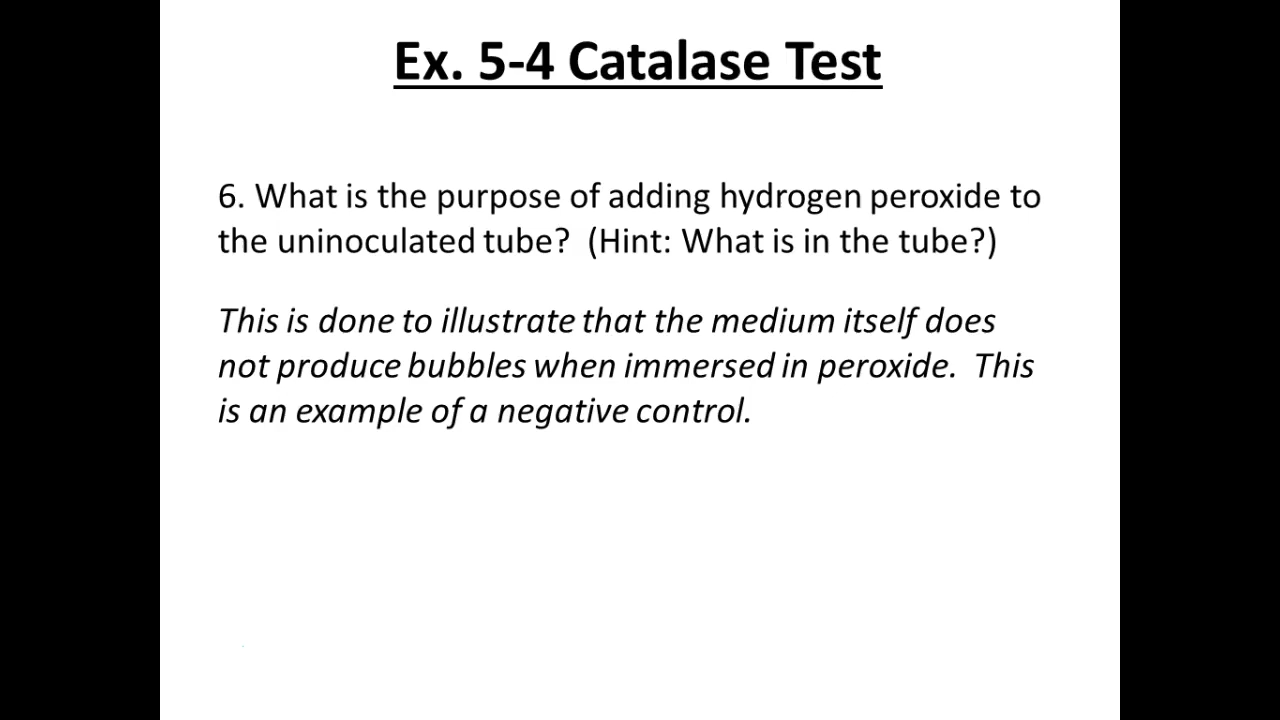 Ex. 5-4 Catalase Test
6. What is the purpose of adding hydrogen peroxide to
the uninoculated tube?  (Hint: What is in the tube?)
This is done to illustrate that the medium itself does
not produce bubbles when immersed in peroxide.  This
is an example of a negative control.